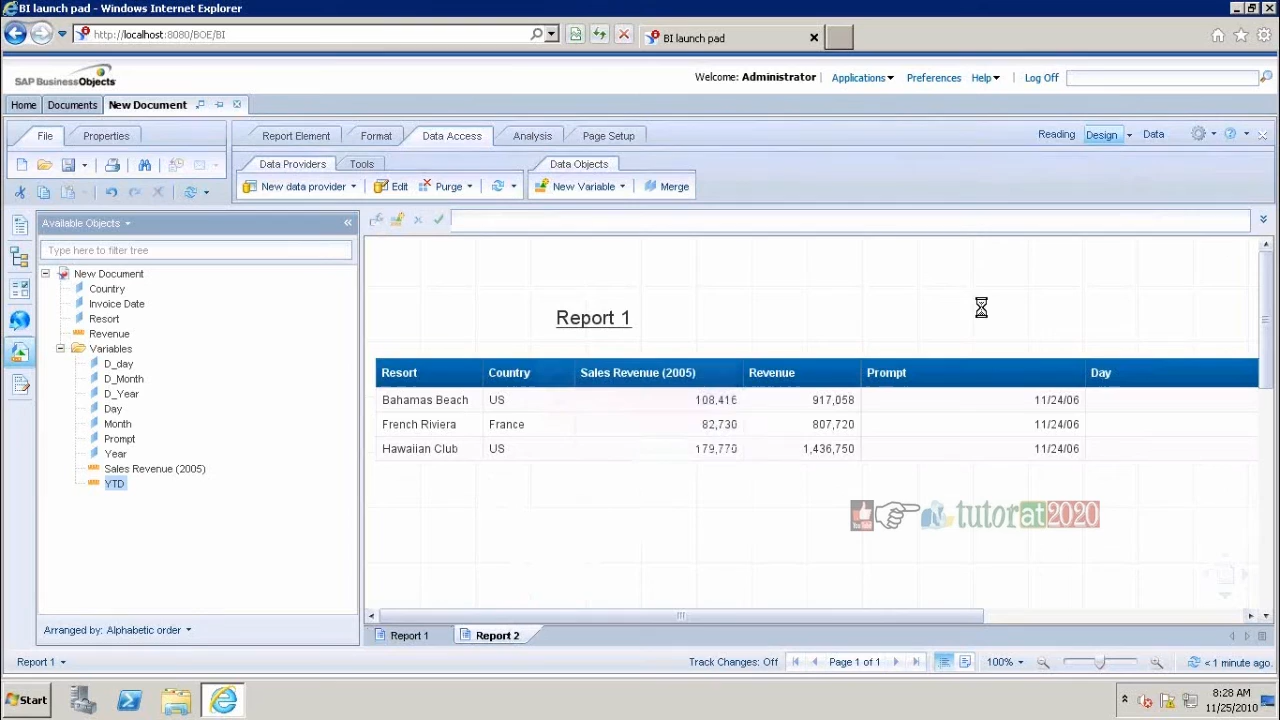 BI launch pad - Windows Internet Explorer
http://localhost:8080/BOE/BI
BI launch pad
SAP BusinessObjects
Welcome: Administrator Applications Preferences Help Log Off
Home Documents New Document
File Properties Report Element Format Data Access Analysis Page Setup Reading Design Data
Data Providers Tools Data Objects
New data provider Edit Purge New Variable Merge
Available Objects
Type here to filter tree
New Document
Country
Invoice Date
Resort
Revenue
Variables
D_day
D_Month
D_Year
Day
Month
Prompt
Year
Sales Revenue (2005)
YTD
Arranged by: Alphabetic order
Report 1
Resort Country Sales Revenue (2005) Revenue Prompt Day
Bahamas Beach US 108,416 917,058 11/24/06
French Riviera France 82,730 807,720 11/24/06
Hawaiian Club US 179,770 1,436,750 11/24/06
You Tube tutorat2020
Report 1 Report 2
Report 1 Track Changes: Off Page 1 of 1 100% < 1 minute ago
Start
8:28 AM
11/25/2010